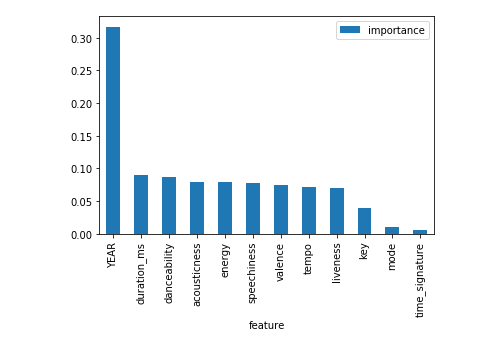 importance
0.30
0.25
0.20
0.15
0.10
0.05
0.00
YEAR
duration_ms
danceability
acousticness
energy
speechiness
valence
tempo
liveness
key
mode
time_signature
feature